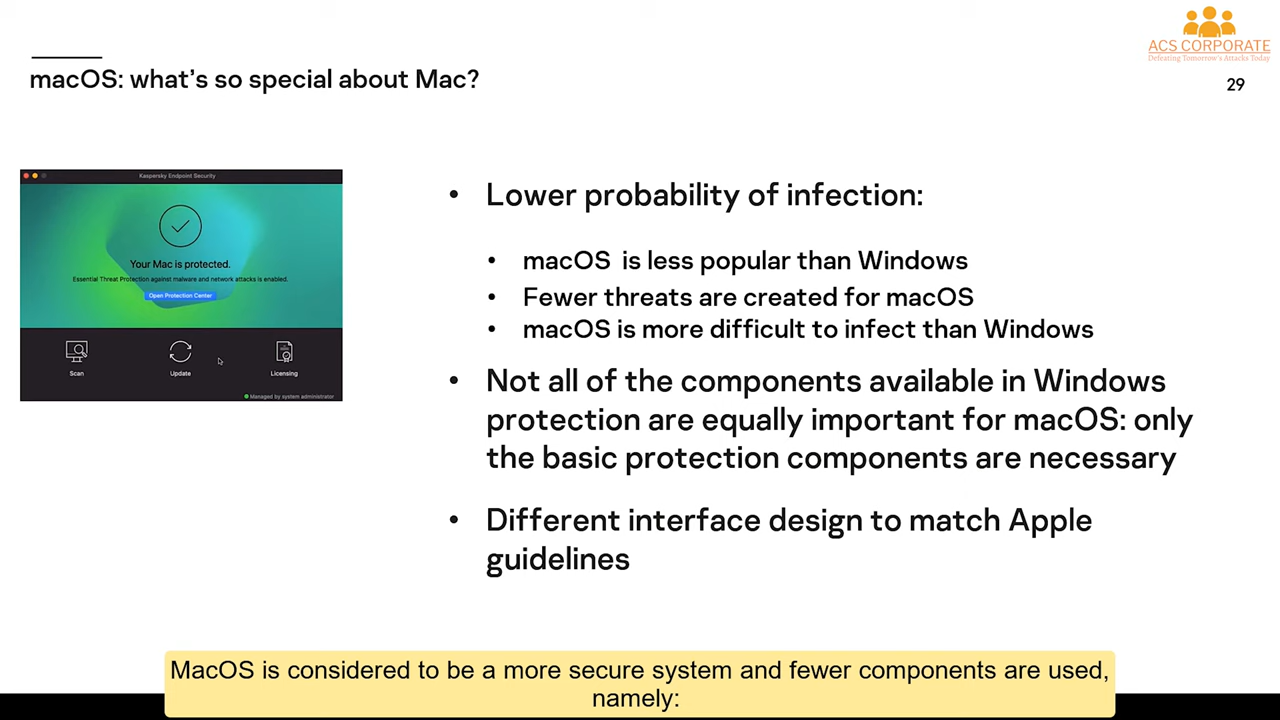 ACS CORPORATE
Defeating Tomorrow's Attacks Today
macOS: what's so special about Mac?
29
Kaspersky Endpoint Security
Your Mac is protected.
Essential Threat Protection against malware and network attacks is enabled.
Open Protection Center
Scan
Update
Licensing
Managed by system administrator
• Lower probability of infection:
• macOS is less popular than Windows
• Fewer threats are created for macOS
• macOS is more difficult to infect than Windows
• Not all of the components available in Windows
protection are equally important for macOS: only
the basic protection components are necessary
• Different interface design to match Apple
guidelines
MacOS is considered to be a more secure system and fewer components are used,
namely: